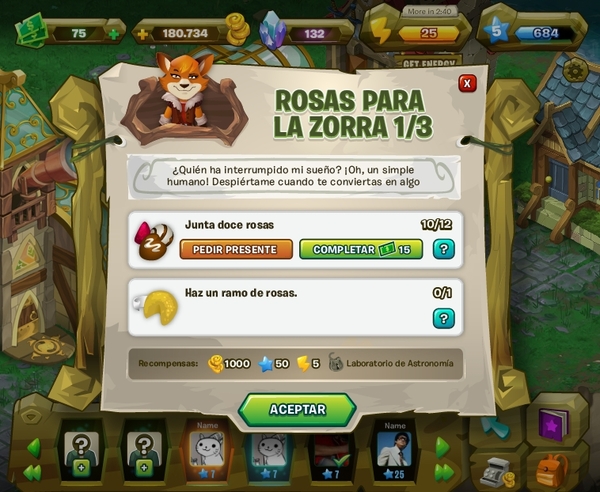 More in 2:40
75
180.734
132
25
5
684
GET ENERGY
X
ROSAS PARA
LA ZORRA 1/3
¿Quién ha interrumpido mi sueño? ¡Oh, un simple
humano! Despiértame cuando te conviertas en algo
Junta doce rosas
10/12
PEDIR PRESENTE
COMPLETAR 15
?
Haz un ramo de rosas.
0/1
?
Recompensas: 1000 50 5 Laboratorio de Astronomía
ACEPTAR
Name
Name
? ? 7 7 7 25